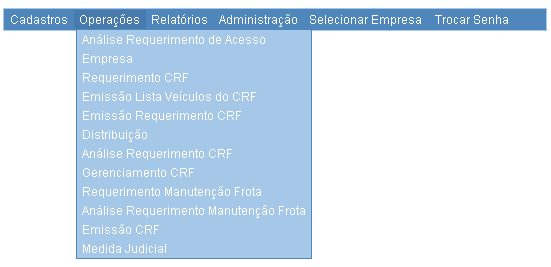 Cadastros Operações Relatórios Administração Selecionar Empresa Trocar Senha
Análise Requerimento de Acesso
Empresa
Requerimento CRF
Emissão Lista Veículos do CRF
Emissão Requerimento CRF
Distribuição
Análise Requerimento CRF
Gerenciamento CRF
Requerimento Manutenção Frota
Análise Requerimento Manutenção Frota
Emissão CRF
Medida Judicial